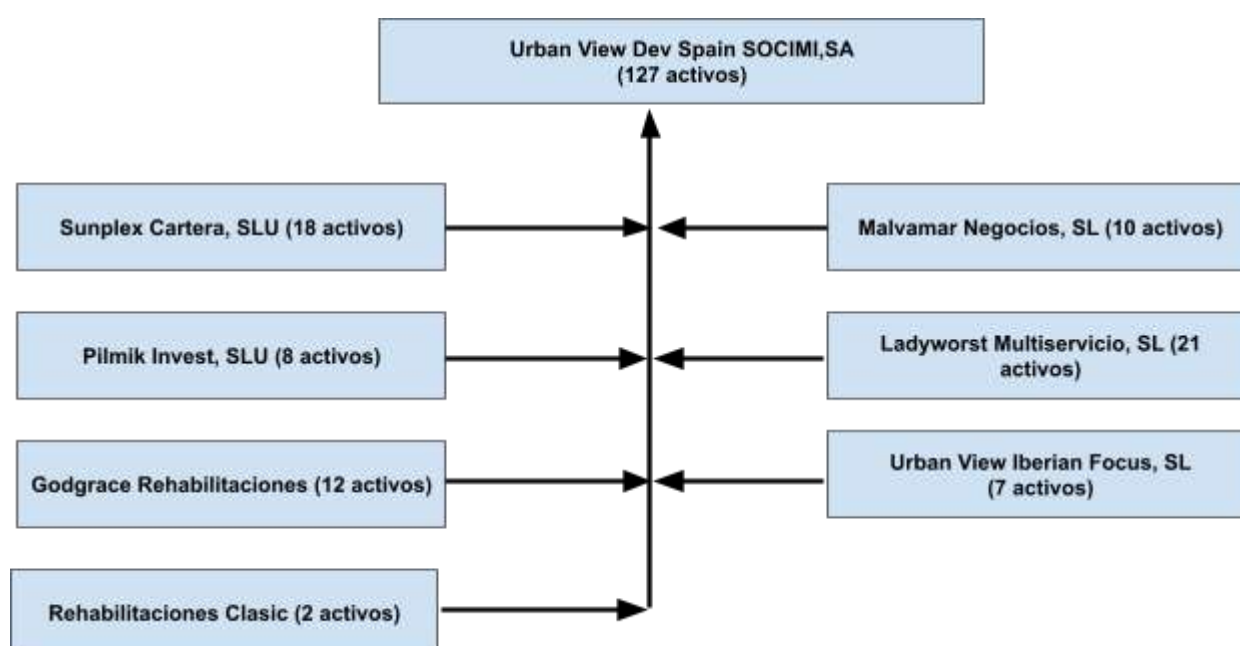 Urban View Dev Spain SOCIMI,SA
(127 activos)
Sunplex Cartera, SLU (18 activos)
Malvamar Negocios, SL (10 activos)
Pilmik Invest, SLU (8 activos)
Ladyworst Multiservicio, SL (21
activos)
Godgrace Rehabilitaciones (12 activos)
Urban View Iberian Focus, SL
(7 activos)
Rehabilitaciones Clasic (2 activos)